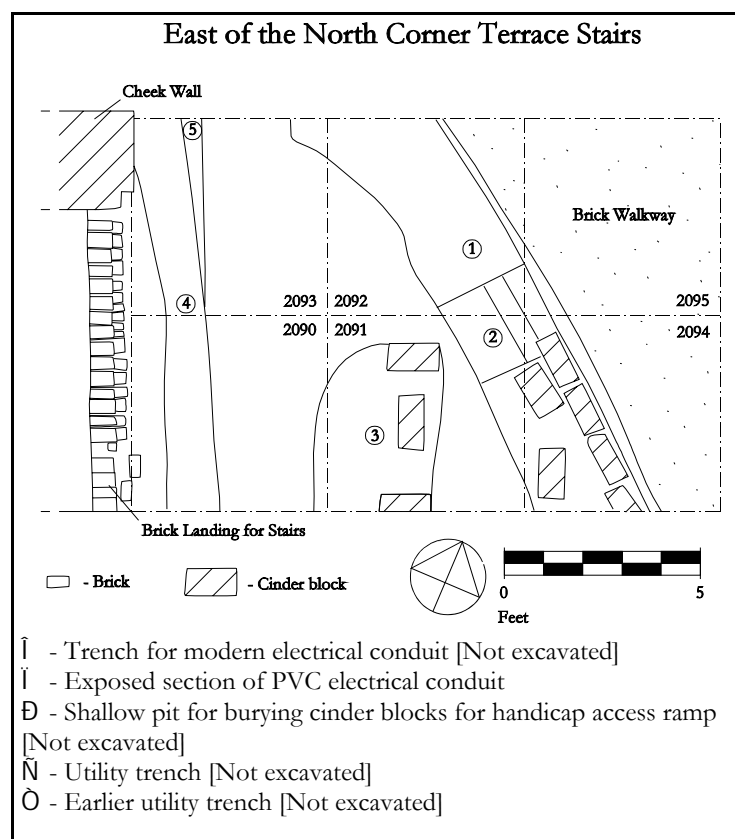 East of the North Corner Terrace Stairs
Cheek Wall
5
Brick Walkway
1
4
2093 2092 2095
2090 2091 2094
2
3
Brick Landing for Stairs
- Brick
- Cinder block
0 5
Feet
Î - Trench for modern electrical conduit [Not excavated]
Ï - Exposed section of PVC electrical conduit
Ð - Shallow pit for burying cinder blocks for handicap access ramp
[Not excavated]
Ñ - Utility trench [Not excavated]
Ò - Earlier utility trench [Not excavated]